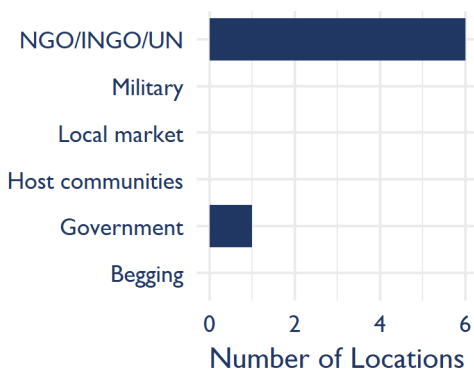 NGO/INGO/UN
Military
Local market
Host communities
Government
Begging
0 2 4 6
Number of Locations